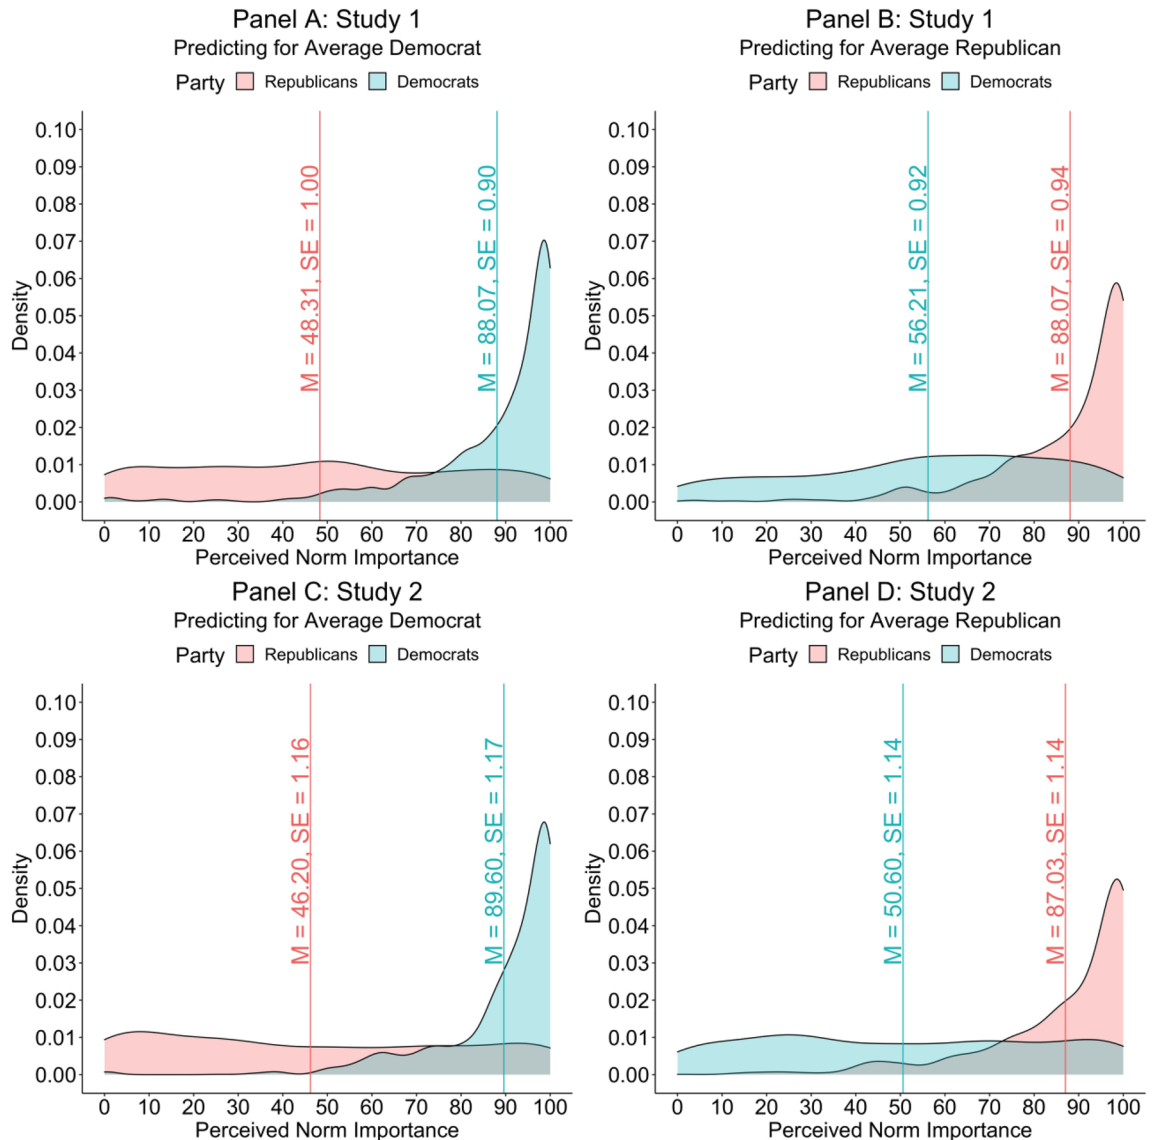 Panel A: Study 1
Predicting for Average Democrat
Party Republicans Democrats
0.10
0.09
0.08
0.07
0.06
0.05
0.04
0.03
0.02
0.01
0.00
Density
M = 48.31, SE = 1.00
M = 88.07, SE = 0.90
0 10 20 30 40 50 60 70 80 90 100
Perceived Norm Importance
Panel B: Study 1
Predicting for Average Republican
Party Republicans Democrats
0.10
0.09
0.08
0.07
0.06
0.05
0.04
0.03
0.02
0.01
0.00
Density
M = 56.21, SE = 0.92
M = 88.07, SE = 0.94
0 10 20 30 40 50 60 70 80 90 100
Perceived Norm Importance
Panel C: Study 2
Predicting for Average Democrat
Party Republicans Democrats
0.10
0.09
0.08
0.07
0.06
0.05
0.04
0.03
0.02
0.01
0.00
Density
M = 46.20, SE = 1.16
M = 89.60, SE = 1.17
0 10 20 30 40 50 60 70 80 90 100
Perceived Norm Importance
Panel D: Study 2
Predicting for Average Republican
Party Republicans Democrats
0.10
0.09
0.08
0.07
0.06
0.05
0.04
0.03
0.02
0.01
0.00
Density
M = 50.60, SE = 1.14
M = 87.03, SE = 1.14
0 10 20 30 40 50 60 70 80 90 100
Perceived Norm Importance